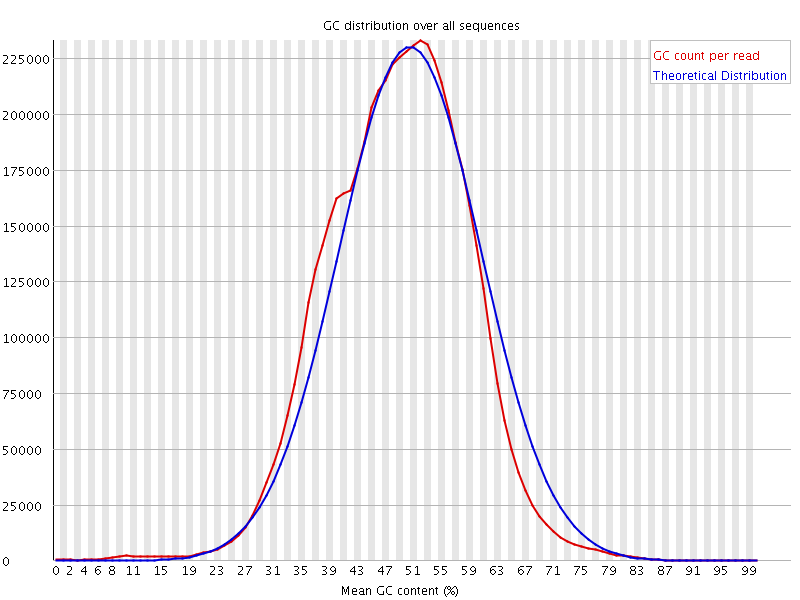 GC distribution over all sequences
GC count per read
Theoretical Distribution
225000
200000
175000
150000
125000
100000
75000
50000
25000
0
0 2 4 6 8 11 15 19 23 27 31 35 39 43 47 51 55 59 63 67 71 75 79 83 87 91 95 99
Mean GC content (%)